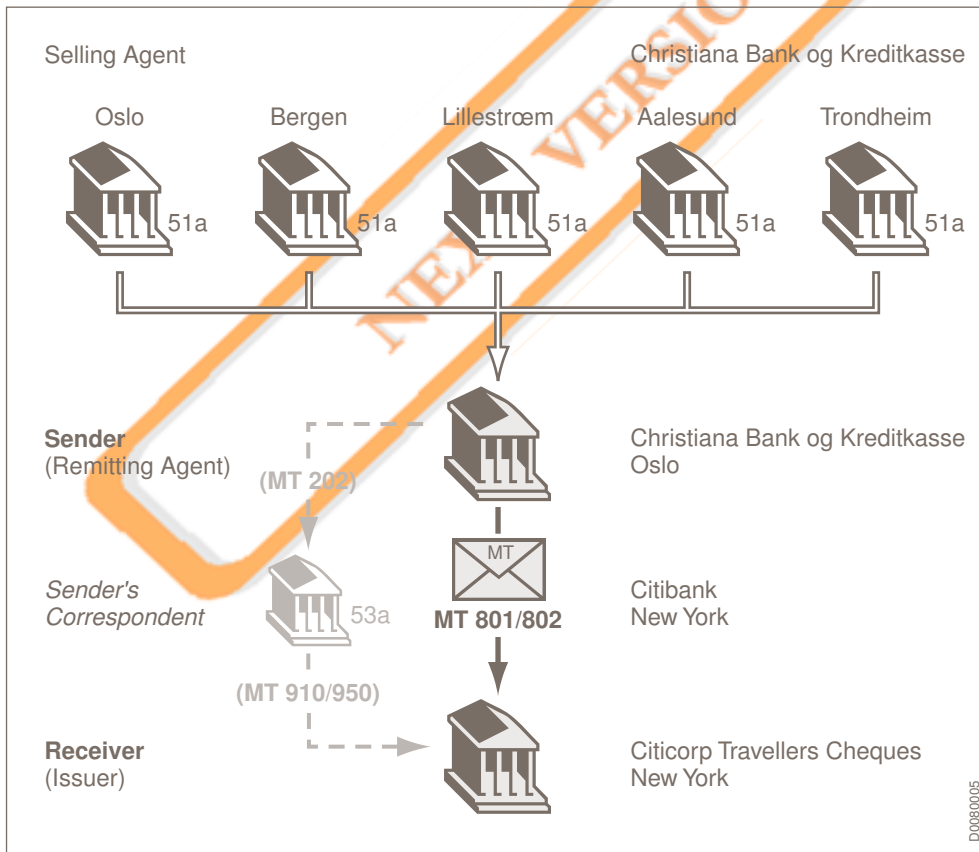 Selling Agent Christiana Bank og Kreditkasse
Oslo Bergen Lillestrœm Aalesund Trondheim
51a 51a 51a 51a 51a
NEXT VERSIO
Sender Christiana Bank og Kreditkasse
(Remitting Agent) Oslo
(MT 202)
MT
Sender's Citibank
Correspondent New York
53a
MT 801/802
(MT 910/950)
Receiver Citicorp Travellers Cheques
(Issuer) New York
D0080005